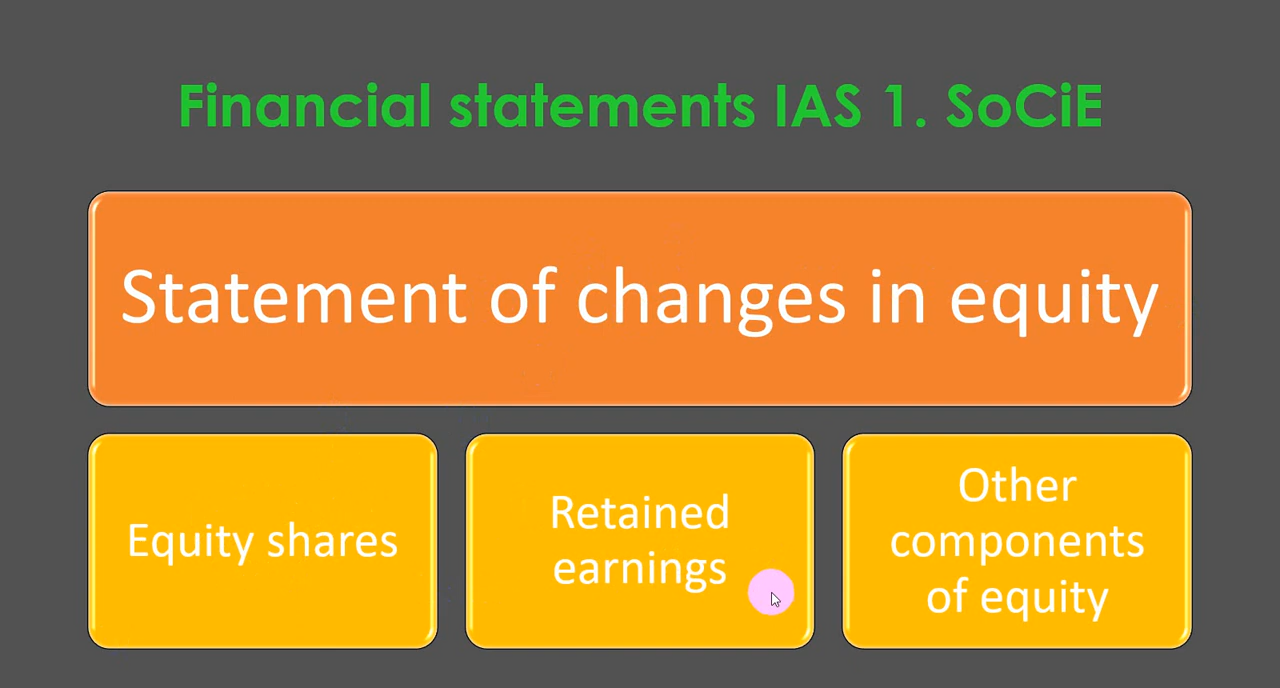 Financial statements IAS 1. SoCiE
Statement of changes in equity
Equity shares
Retained
earnings
Other
components
of equity